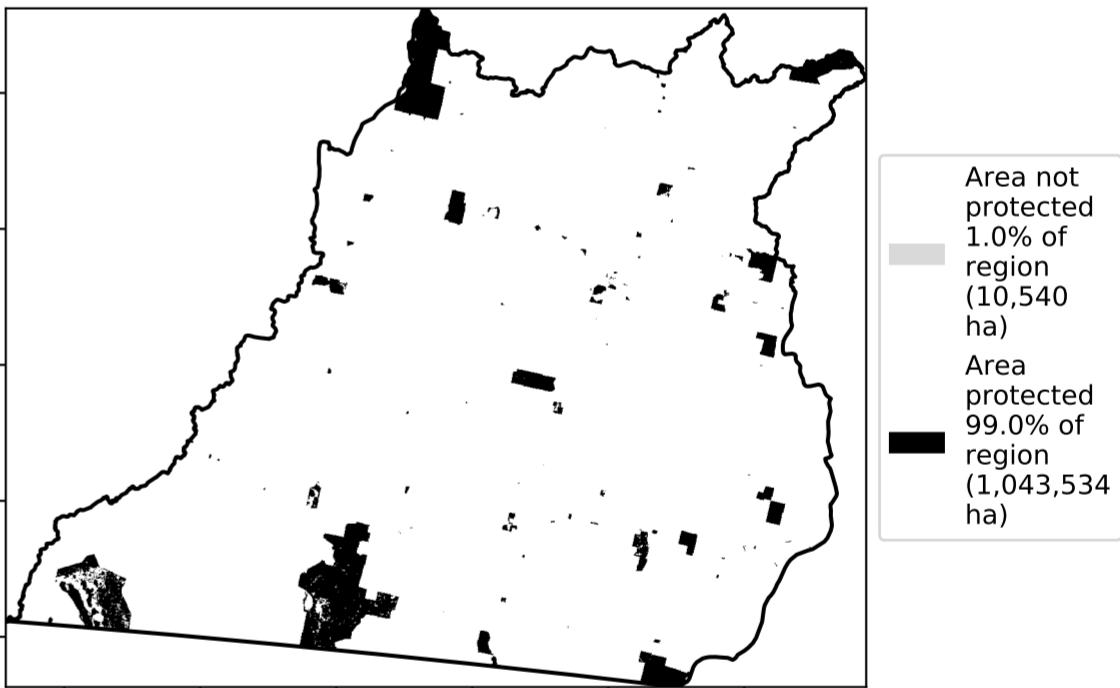 Area not
protected
1.0% of
region
(10,540
ha)
Area
protected
99.0% of
region
(1,043,534
ha)